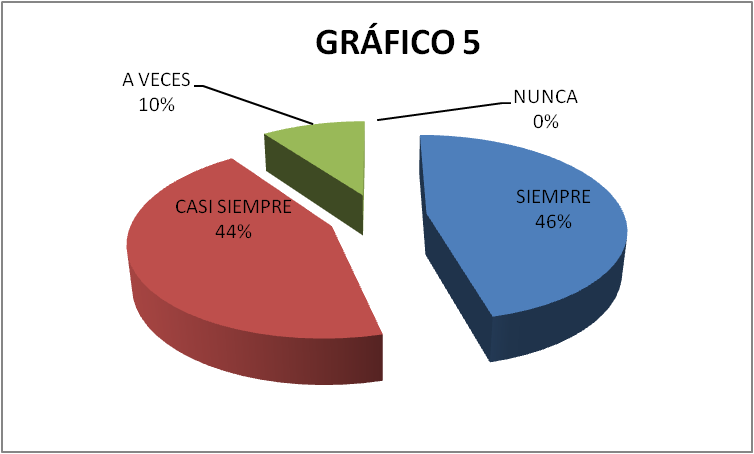 GRÁFICO 5
A VECES
10%
NUNCA
0%
SIEMPRE
46%
CASI SIEMPRE
44%